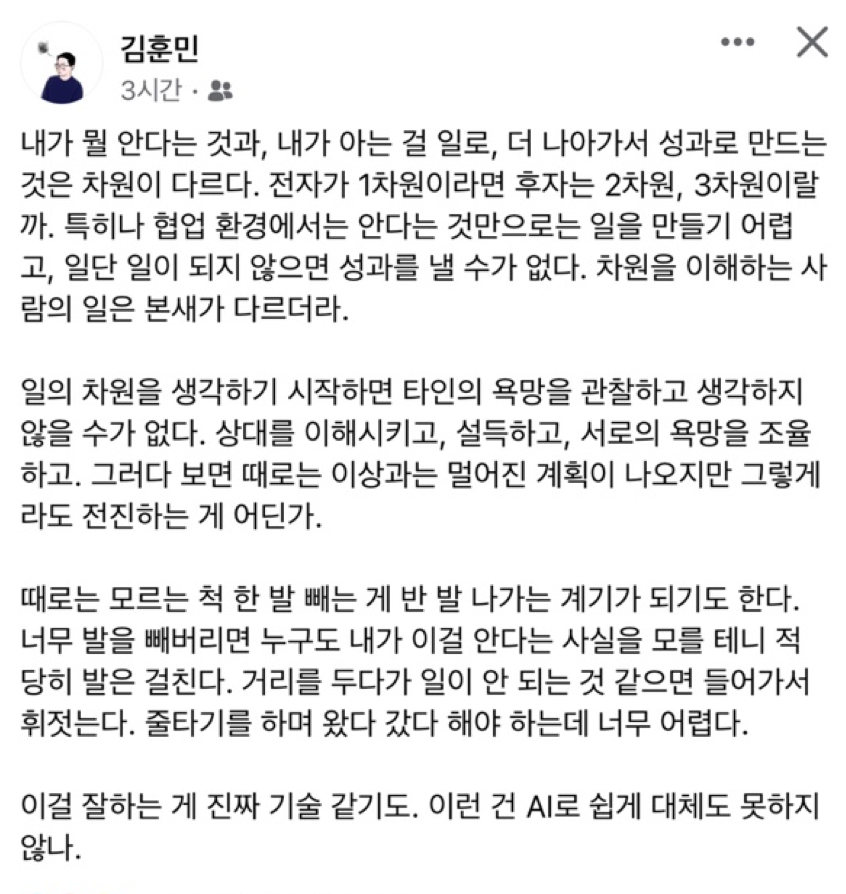 김훈민
3시간 ·
내가 뭘 안다는 것과, 내가 아는 걸 일로, 더 나아가서 성과로 만드는
것은 차원이 다르다. 전자가 1차원이라면 후자는 2차원, 3차원이랄
까. 특히나 협업 환경에서는 안다는 것만으로는 일을 만들기 어렵
고, 일단 일이 되지 않으면 성과를 낼 수가 없다. 차원을 이해하는 사
람의 일은 본새가 다르더라.
일의 차원을 생각하기 시작하면 타인의 욕망을 관찰하고 생각하지
않을 수가 없다. 상대를 이해시키고, 설득하고, 서로의 욕망을 조율
하고. 그러다 보면 때로는 이상과는 멀어진 계획이 나오지만 그렇게
라도 전진하는 게 어딘가.
때로는 모르는 척 한 발 빼는 게 반 발 나가는 계기가 되기도 한다.
너무 발을 빼버리면 누구도 내가 이걸 안다는 사실을 모를 테니 적
당히 발은 걸친다. 거리를 두다가 일이 안 되는 것 같으면 들어가서
휘젓는다. 줄타기를 하며 왔다 갔다 해야 하는데 너무 어렵다.
이걸 잘하는 게 진짜 기술 같기도. 이런 건 AI로 쉽게 대체도 못하지
않나.